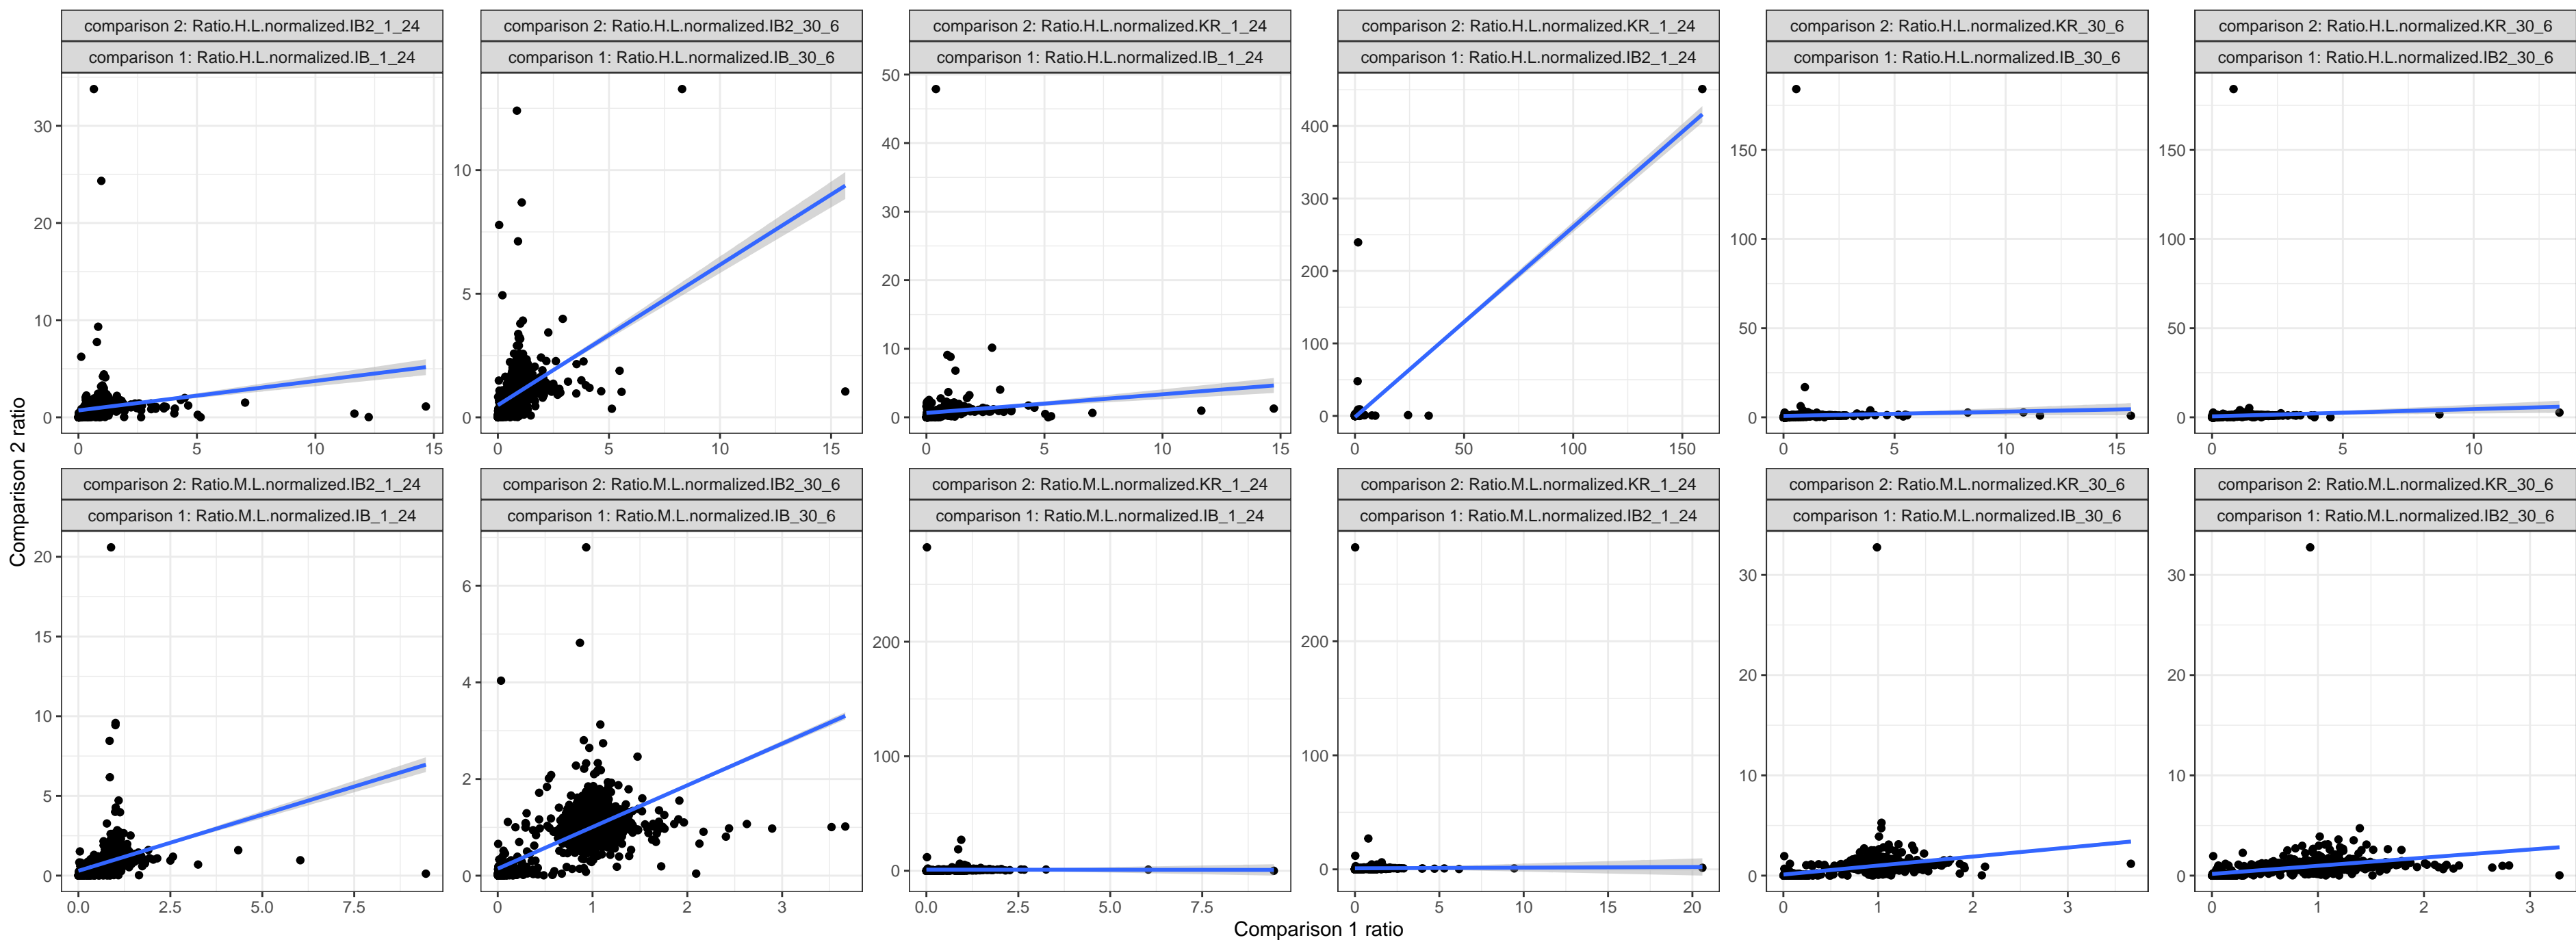 comparison 2: Ratio.H.L.normalized.IB2_1_24
comparison 1: Ratio.H.L.normalized.IB_1_24
30
20
10
0
0 5 10 15
comparison 2: Ratio.H.L.normalized.IB2_30_6
comparison 1: Ratio.H.L.normalized.IB_30_6
10
5
0
0 5 10 15
comparison 2: Ratio.H.L.normalized.KR_1_24
comparison 1: Ratio.H.L.normalized.IB_1_24
50
40
30
20
10
0
0 5 10 15
comparison 2: Ratio.H.L.normalized.KR_1_24
comparison 1: Ratio.H.L.normalized.IB2_1_24
400
300
200
100
0
0 50 100 150
comparison 2: Ratio.H.L.normalized.KR_30_6
comparison 1: Ratio.H.L.normalized.IB_30_6
150
100
50
0
0 5 10 15
comparison 2: Ratio.H.L.normalized.KR_30_6
comparison 1: Ratio.H.L.normalized.IB2_30_6
150
100
50
0
0 5 10
Comparison 2 ratio
comparison 2: Ratio.M.L.normalized.IB2_1_24
comparison 1: Ratio.M.L.normalized.IB_1_24
20
15
10
5
0
0.0 2.5 5.0 7.5
comparison 2: Ratio.M.L.normalized.IB2_30_6
comparison 1: Ratio.M.L.normalized.IB_30_6
6
4
2
0
0 1 2 3
comparison 2: Ratio.M.L.normalized.KR_1_24
comparison 1: Ratio.M.L.normalized.IB_1_24
200
100
0
0.0 2.5 5.0 7.5
comparison 2: Ratio.M.L.normalized.KR_1_24
comparison 1: Ratio.M.L.normalized.IB2_1_24
200
100
0
0 5 10 15 20
comparison 2: Ratio.M.L.normalized.KR_30_6
comparison 1: Ratio.M.L.normalized.IB_30_6
30
20
10
0
0 1 2 3
comparison 2: Ratio.M.L.normalized.KR_30_6
comparison 1: Ratio.M.L.normalized.IB2_30_6
30
20
10
0
0 1 2 3
Comparison 1 ratio